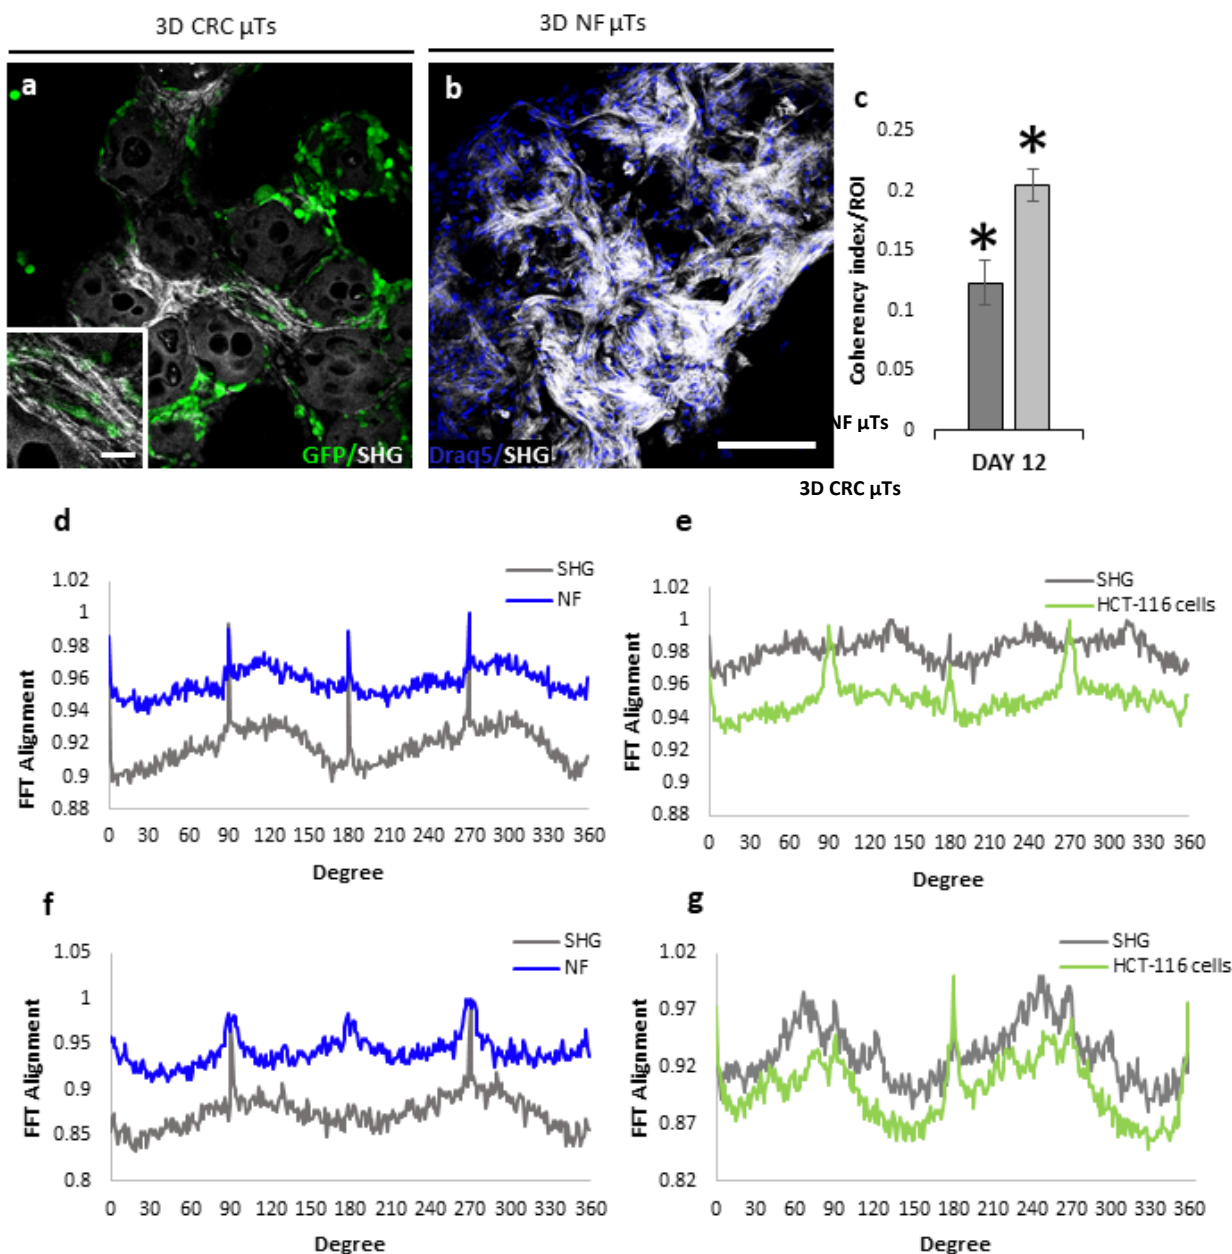 3D CRC µTs
3D NF µTs
a
GFP/SHG
b
Draq5/SHG
c
Coherency index/ROI
0.25
0.2
0.15
0.1
0.05
0
*
*
DAY 12
NF µTs
3D CRC µTs
d
SHG
NF
FFT Alignment
1.02
1
0.98
0.96
0.94
0.92
0.9
0.88
0 30 60 90 120 150 180 210 240 270 300 330 360
Degree
e
SHG
HCT-116 cells
FFT Alignment
1.02
1
0.98
0.96
0.94
0.92
0.9
0.88
0 30 60 90 120 150 180 210 240 270 300 330 360
Degree
f
SHG
NF
FFT Alignment
1.05
1
0.95
0.9
0.85
0.8
0 30 60 90 120 150 180 210 240 270 300 330 360
Degree
g
SHG
HCT-116 cells
FFT Alignment
1.02
0.97
0.92
0.87
0.82
0 30 60 90 120 150 180 210 240 270 300 330 360
Degree